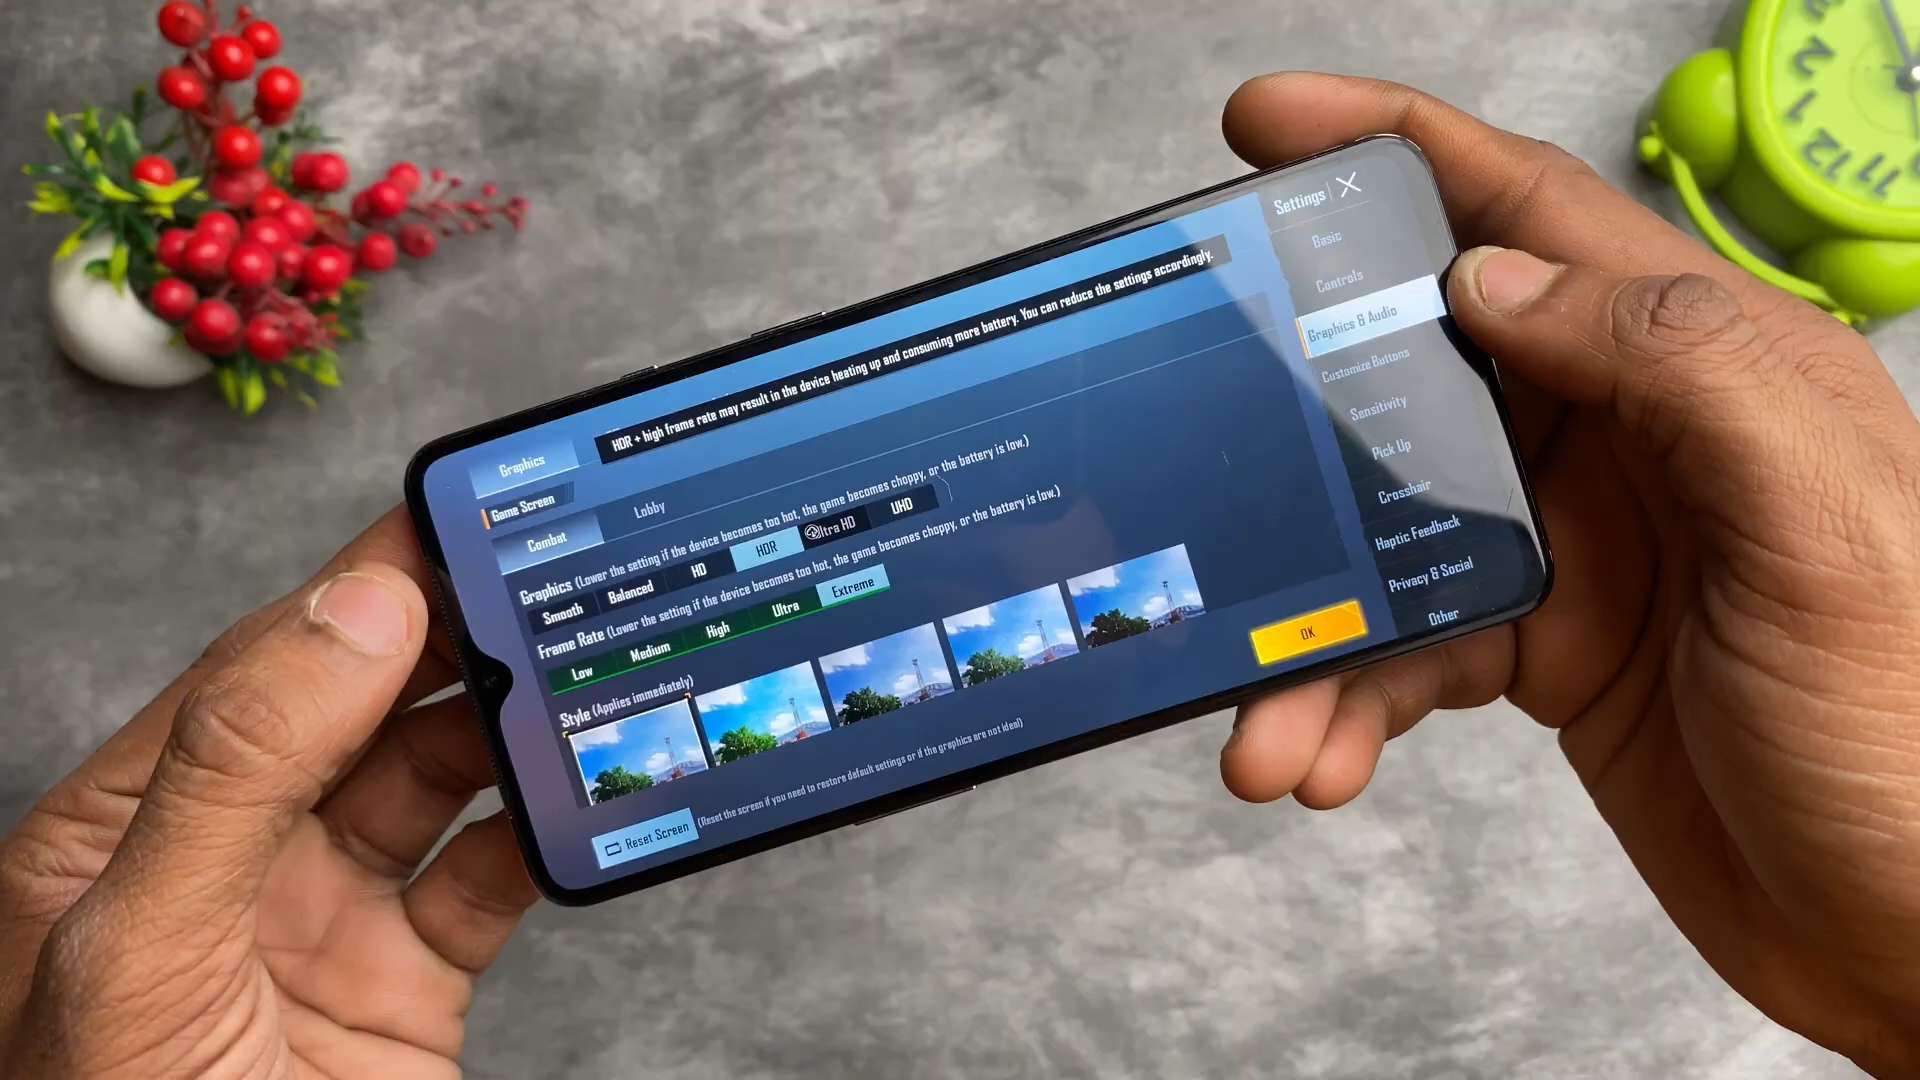 Settings
Basic
Controls
Graphics & Audio
Customize Buttons
Sensitivity
Pick Up
Crosshair
Haptic Feedback
Privacy & Social
Other
Graphics
HDR + high frame rate may result in the device heating up and consuming more battery. You can reduce the settings accordingly.
Game Screen
Combat
Lobby
Graphics (Lower the setting if the device becomes too hot, the game becomes choppy, or the battery is low.)
Smooth Balanced HD HDR Ultra HD UHD
Frame Rate (Lower the setting if the device becomes too hot, the game becomes choppy, or the battery is low.)
Low Medium High Ultra Extreme
Style (Applies immediately)
OK
Reset Screen (Reset the screen if you need to restore default settings or if the graphics are not ideal)
2
1
12
11